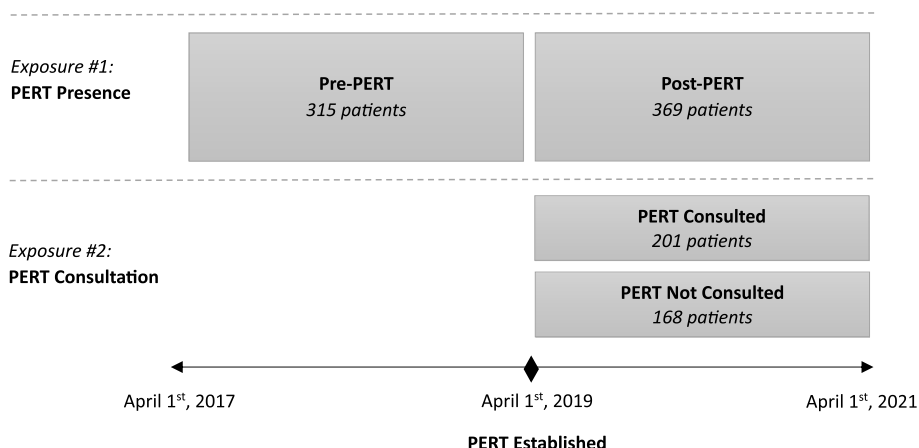 Exposure #1:
PERT Presence
Pre-PERT
315 patients
Post-PERT
369 patients
Exposure #2:
PERT Consultation
PERT Consulted
201 patients
PERT Not Consulted
168 patients
April 1st, 2017
April 1st, 2019
April 1st, 2021
PERT Established